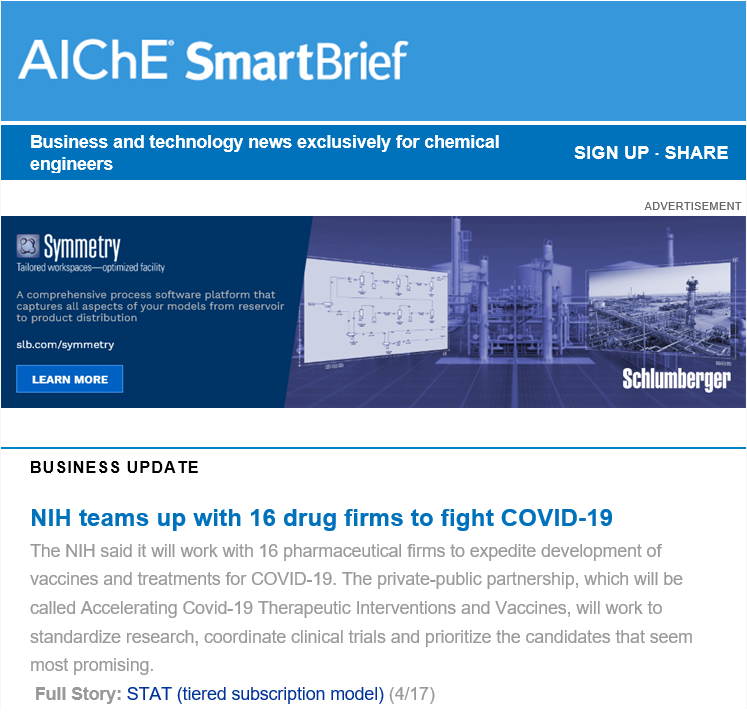 AIChE® SmartBrief
Business and technology news exclusively for chemical
engineers
SIGN UP · SHARE
ADVERTISEMENT
Symmetry
Tailored workspaces—optimized facility
A comprehensive process software platform that
captures all aspects of your models from reservoir
to product distribution
slb.com/symmetry
LEARN MORE
Schlumberger
BUSINESS UPDATE
NIH teams up with 16 drug firms to fight COVID-19
The NIH said it will work with 16 pharmaceutical firms to expedite development of
vaccines and treatments for COVID-19. The private-public partnership, which will be
called Accelerating Covid-19 Therapeutic Interventions and Vaccines, will work to
standardize research, coordinate clinical trials and prioritize the candidates that seem
most promising.
Full Story: STAT (tiered subscription model) (4/17)